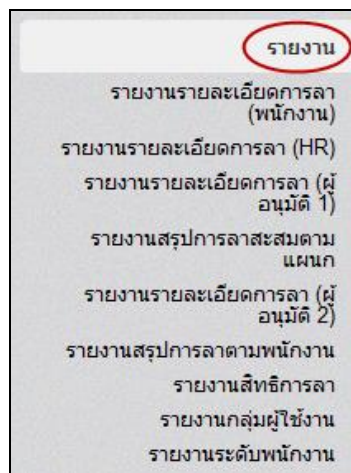 รายงาน
รายงานรายละเอียดการลา
(พนักงาน)
รายงานรายละเอียดการลา (HR)
รายงานรายละเอียดการลา (ผู้
อนุมัติ 1)
รายงานสรุปการลาสะสมตาม
แผนก
รายงานรายละเอียดการลา (ผู้
อนุมัติ 2)
รายงานสรุปการลาตามพนักงาน
รายงานสิทธิการลา
รายงานกลุ่มผู้ใช้งาน
รายงานระดับพนักงาน